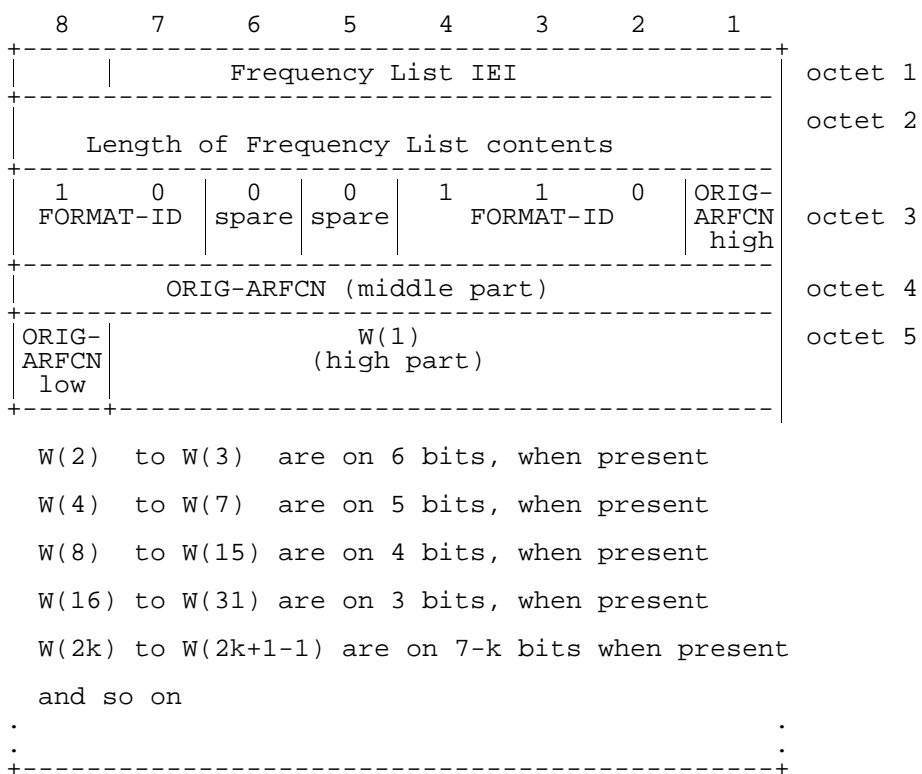 8 7 6 5 4 3 2 1
Frequency List IEI octet 1
octet 2
Length of Frequency List contents
1 0 0 0 1 1 0 ORIG-
FORMAT-ID spare spare FORMAT-ID ARFCN octet 3
high
ORIG-ARFCN (middle part) octet 4
ORIG- W(1) octet 5
ARFCN (high part)
low
W(2) to W(3) are on 6 bits, when present
W(4) to W(7) are on 5 bits, when present
W(8) to W(15) are on 4 bits, when present
W(16) to W(31) are on 3 bits, when present
W(2k) to W(2k+1-1) are on 7-k bits when present
and so on
. .
. .